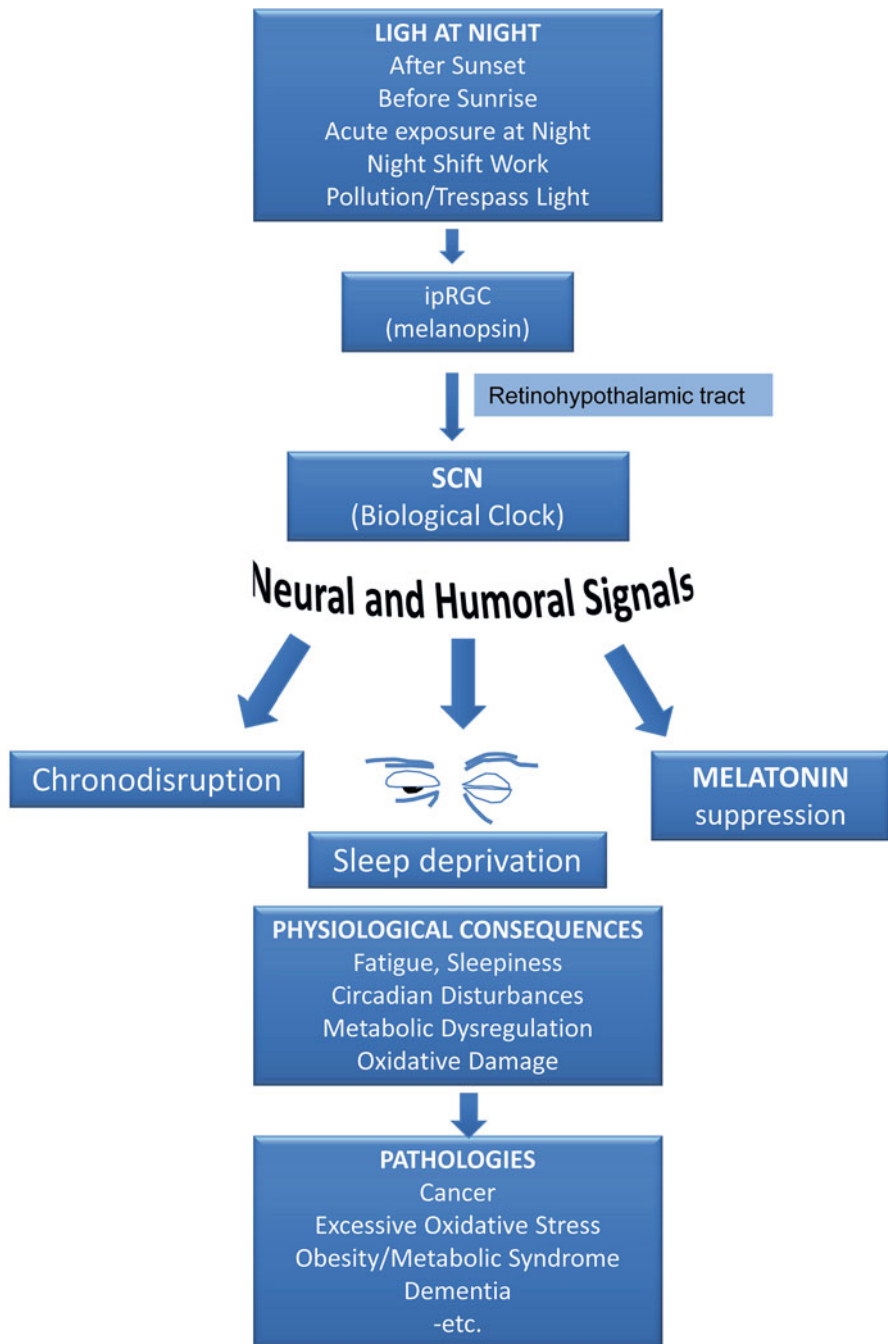 LIGH AT NIGHT
After Sunset
Before Sunrise
Acute exposure at Night
Night Shift Work
Pollution/Trespass Light
ipRGC
(melanopsin)
Retinohypothalamic tract
SCN
(Biological Clock)
Neural and Humoral Signals
Chronodisruption
Sleep deprivation
MELATONIN
suppression
PHYSIOLOGICAL CONSEQUENCES
Fatigue, Sleepiness
Circadian Disturbances
Metabolic Dysregulation
Oxidative Damage
PATHOLOGIES
Cancer
Excessive Oxidative Stress
Obesity/Metabolic Syndrome
Dementia
-etc.